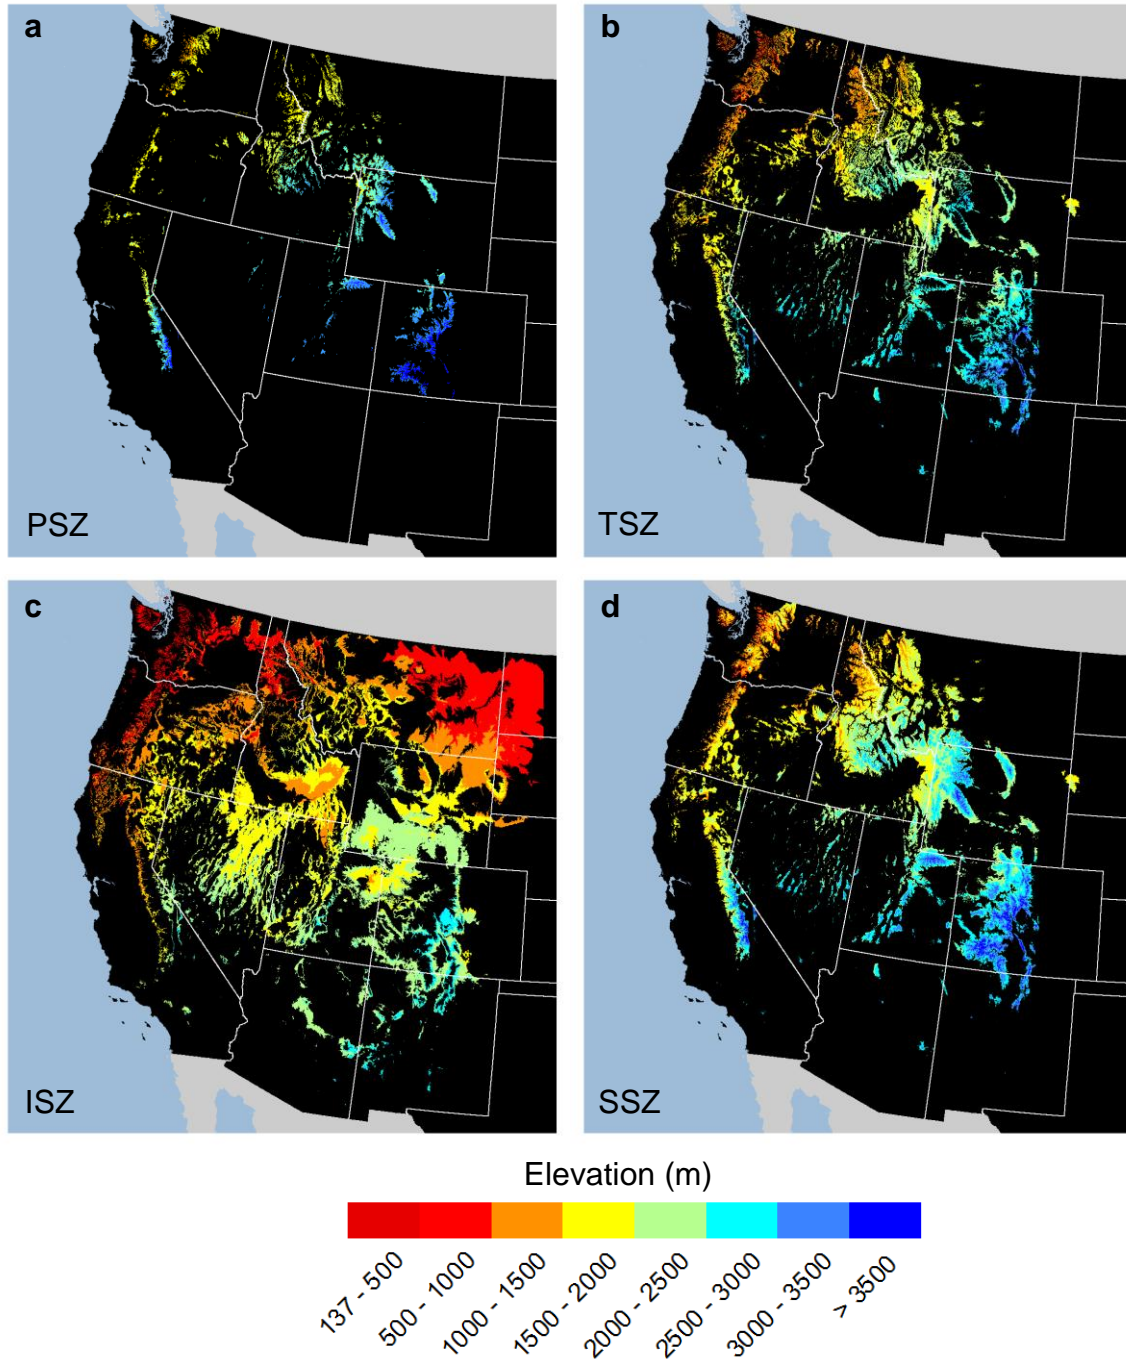 a
b
PSZ
TSZ
c
d
ISZ
SSZ
Elevation (m)
137 - 500
500 - 1000
1000 - 1500
1500 - 2000
2000 - 2500
2500 - 3000
3000 - 3500
> 3500